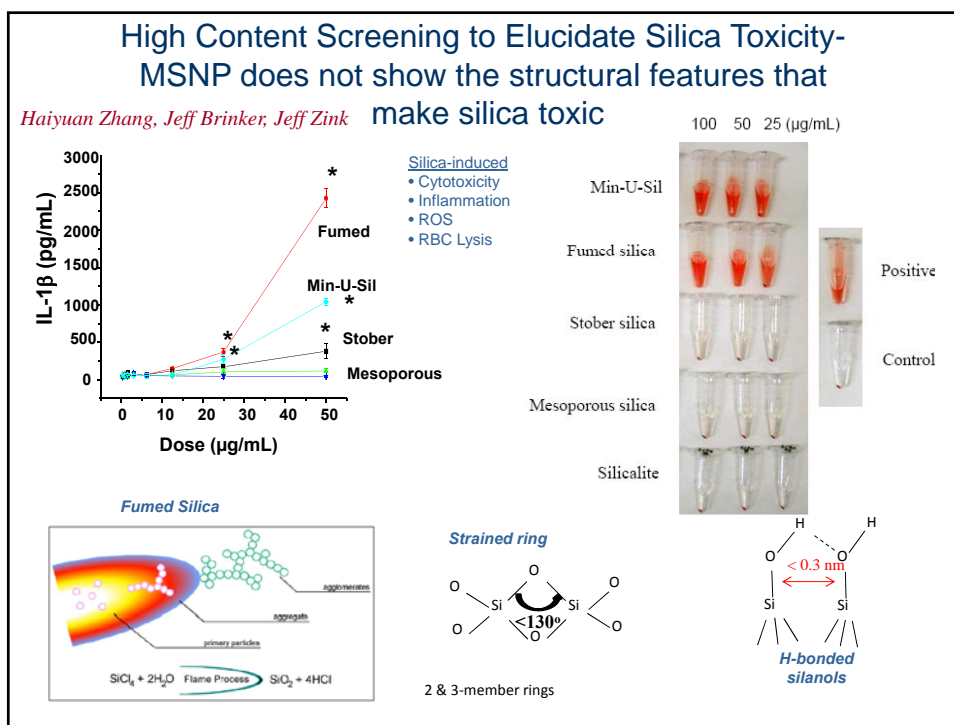 High Content Screening to Elucidate Silica Toxicity-
MSNP does not show the structural features that
make silica toxic
Haiyuan Zhang, Jeff Brinker, Jeff Zink
IL-1β (pg/mL)
3000
2500
2000
1500
1000
500
0
0 10 20 30 40 50
Dose (µg/mL)
*
Fumed
Min-U-Sil
*
*
Stober
*
*
Mesoporous
Silica-induced
• Cytotoxicity
• Inflammation
• ROS
• RBC Lysis
100 50 25 (µg/mL)
Min-U-Sil
Fumed silica
Stober silica
Mesoporous silica
Silicalite
Positive
Control
Fumed Silica
agglomerates
aggregate
primary particles
SiCl₄ + 2H₂O Flame Process SiO₂ + 4HCl
Strained ring
O O O
Si Si
<130º
O O O
2 & 3-member rings
H H
O O
< 0.3 nm
Si Si
H-bonded
silanols